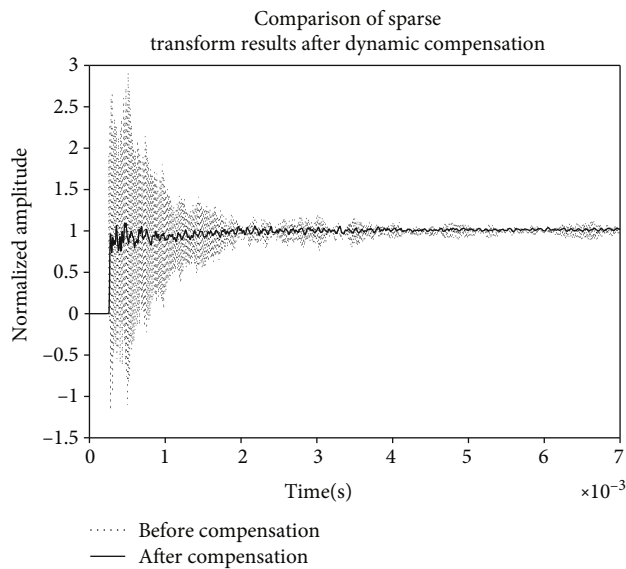 Comparison of sparse
transform results after dynamic compensation
Normalized amplitude
3
2.5
2
1.5
1
0.5
0
−0.5
−1
−1.5
0 1 2 3 4 5 6 7
Time(s)
×10⁻³
Before compensation
After compensation